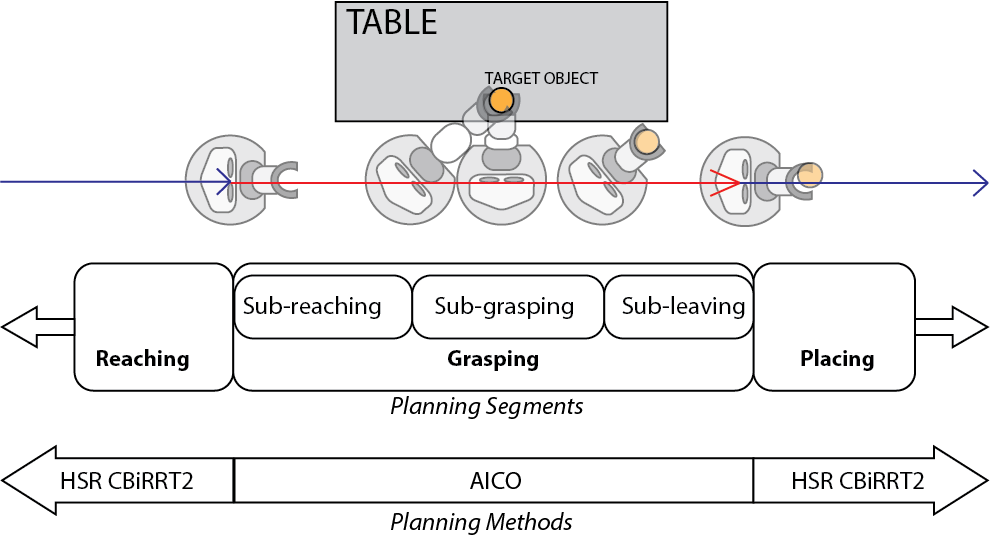 TABLE
TARGET OBJECT
Sub-reaching Sub-grasping Sub-leaving
Reaching Grasping Placing
Planning Segments
HSR CBiRRT2 AICO HSR CBiRRT2
Planning Methods